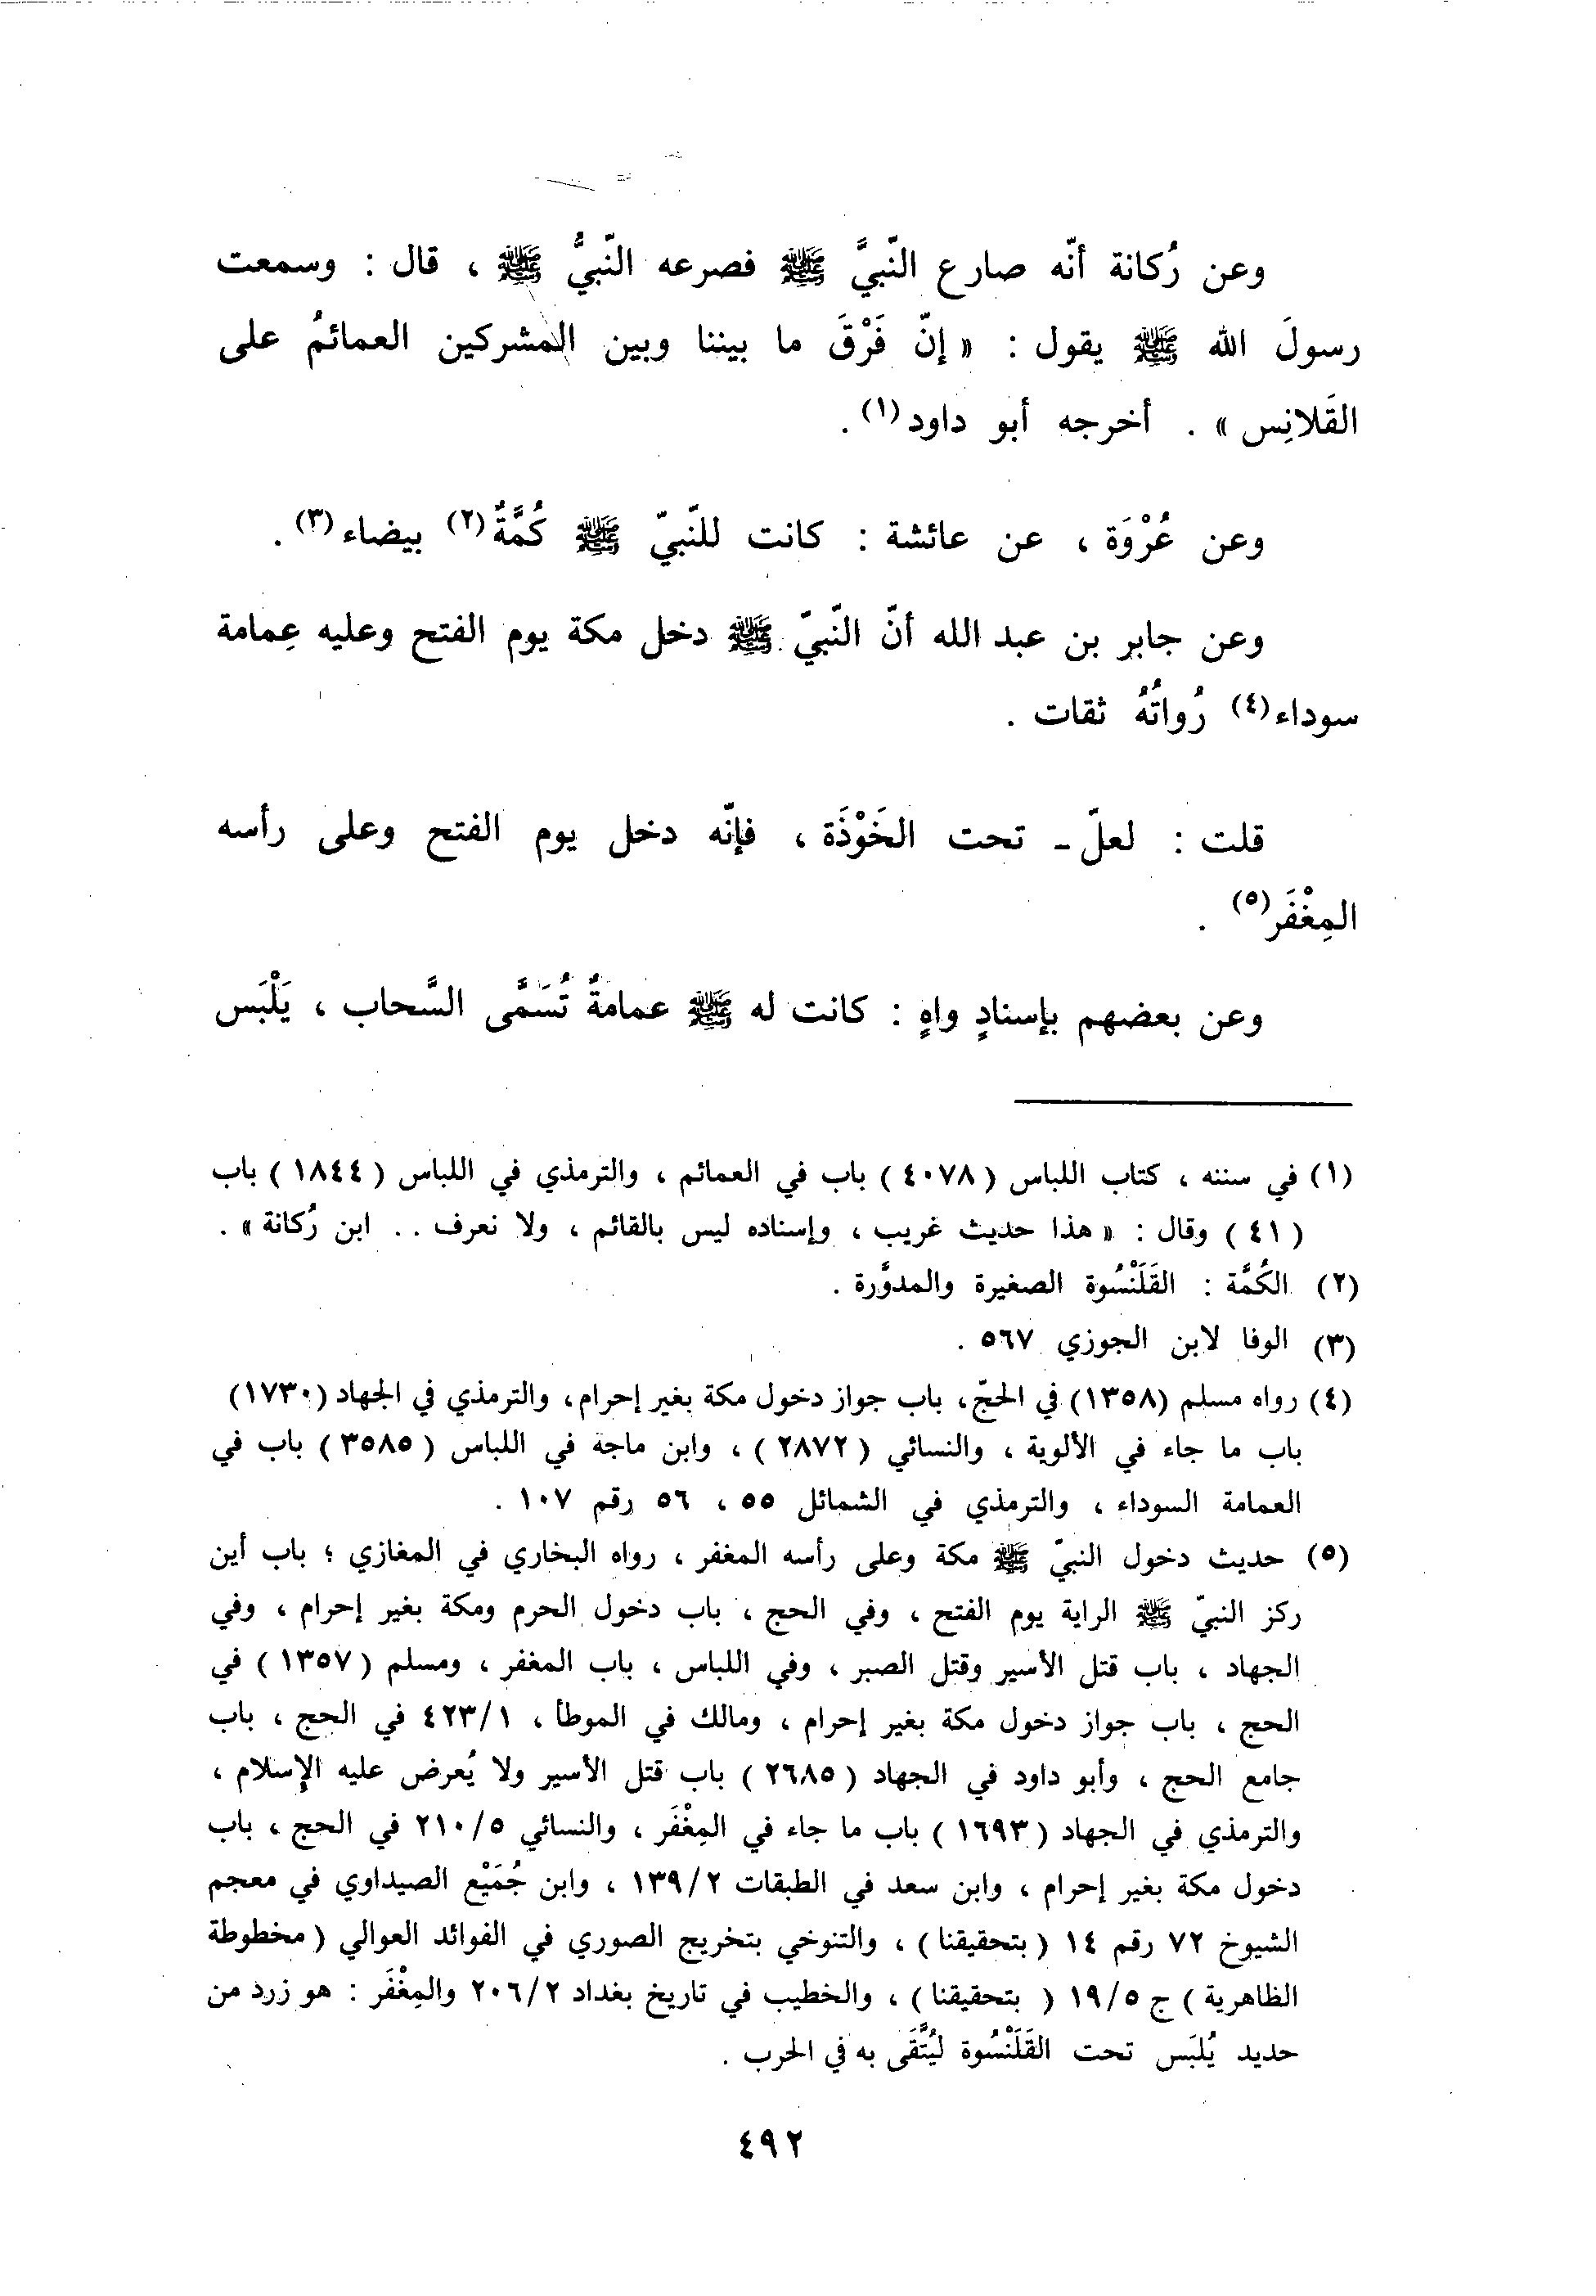 وعن رُكانة أنّه صارع النّبيَّ ﷺ فصرعه النّبيُّ ﷺ ، قال : وسمعت
رسولَ الله ﷺ يقول : « إنّ فَرْقَ ما بيننا وبين المشركين العمائمُ على
القَلانِس » . أخرجه أبو داود(١) .
وعن عُرْوَة ، عن عائشة : كانت للنّبيّ ﷺ كُمَّةٌ(٢) بيضاء(٣) .
وعن جابر بن عبد الله أنّ النّبيّ ﷺ دخل مكة يوم الفتح وعليه عِمامة
سوداء(٤) رُواتُهُ ثقات .
قلت : لعلّ ـ تحت الخَوْذَة ، فإنّه دخل يوم الفتح وعلى رأسه
المِغْفَر(٥) .
وعن بعضهم بإسنادٍ واهٍ : كانت له ﷺ عمامةٌ تُسَمَّى السَّحاب ، يَلْبَس
(١) في سننه ، كتاب اللباس ( ٤٠٧٨ ) باب في العمائم ، والترمذي في اللباس ( ١٨٤٤ ) باب
( ٤١ ) وقال : « هذا حديث غريب ، وإسناده ليس بالقائم ، ولا نعرف .. ابن رُكانة » .
(٢) الكُمَّة : القَلَنْسُوة الصغيرة والمدوَّرة .
(٣) الوفا لابن الجوزي ٥٦٧ .
(٤) رواه مسلم (١٣٥٨) في الحجّ، باب جواز دخول مكة بغير إحرام، والترمذي في الجهاد (١٧٣٠)
باب ما جاء في الألوية ، والنسائي ( ٢٨٧٢ ) ، وابن ماجة في اللباس ( ٣٥٨٥ ) باب في
العمامة السوداء ، والترمذي في الشمائل ٥٥ ، ٥٦ رقم ١٠٧ .
(٥) حديث دخول النبيّ ﷺ مكة وعلى رأسه المغفر ، رواه البخاري في المغازي ؛ باب أين
ركز النبيّ ﷺ الراية يوم الفتح ، وفي الحج ، باب دخول الحرم ومكة بغير إحرام ، وفي
الجهاد ، باب قتل الأسير وقتل الصبر ، وفي اللباس ، باب المغفر ، ومسلم ( ١٣٥٧ ) في
الحج ، باب جواز دخول مكة بغير إحرام ، ومالك في الموطأ ، ٤٢٣/١ في الحج ، باب
جامع الحج ، وأبو داود في الجهاد ( ٢٦٨٥ ) باب قتل الأسير ولا يُعرض عليه الإسلام ،
والترمذي في الجهاد ( ١٦٩٣ ) باب ما جاء في المِغْفَر ، والنسائي ٢١٠/٥ في الحج ، باب
دخول مكة بغير إحرام ، وابن سعد في الطبقات ١٣٩/٢ ، وابن جُمَيْع الصيداوي في معجم
الشيوخ ٧٢ رقم ١٤ ( بتحقيقنا ) ، والتنوخي بتخريج الصوري في الفوائد العوالي ( مخطوطة
الظاهرية ) ج ١٩/٥ ( بتحقيقنا ) ، والخطيب في تاريخ بغداد ٢٠٦/٢ والمِغْفَر : هو زرد من
حديد يُلبَس تحت القَلَنْسُوة ليُتَّقَى به في الحرب .
٤٩٢